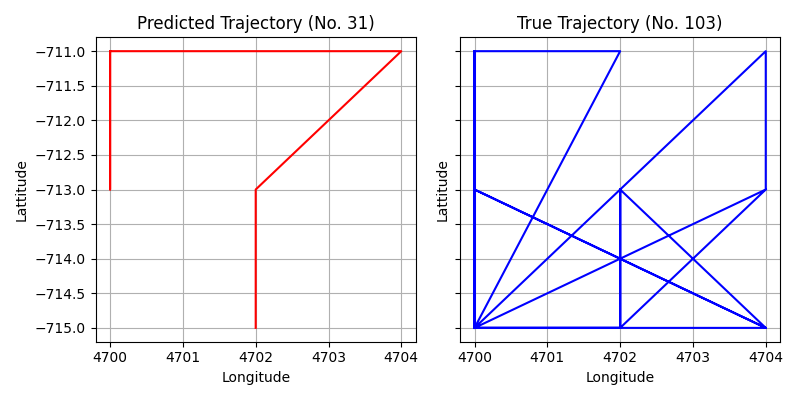 Predicted Trajectory (No. 31)
True Trajectory (No. 103)
Lattitude
−711.0
−711.5
−712.0
−712.5
−713.0
−713.5
−714.0
−714.5
−715.0
4700 4701 4702 4703 4704
Longitude
Lattitude
4700 4701 4702 4703 4704
Longitude